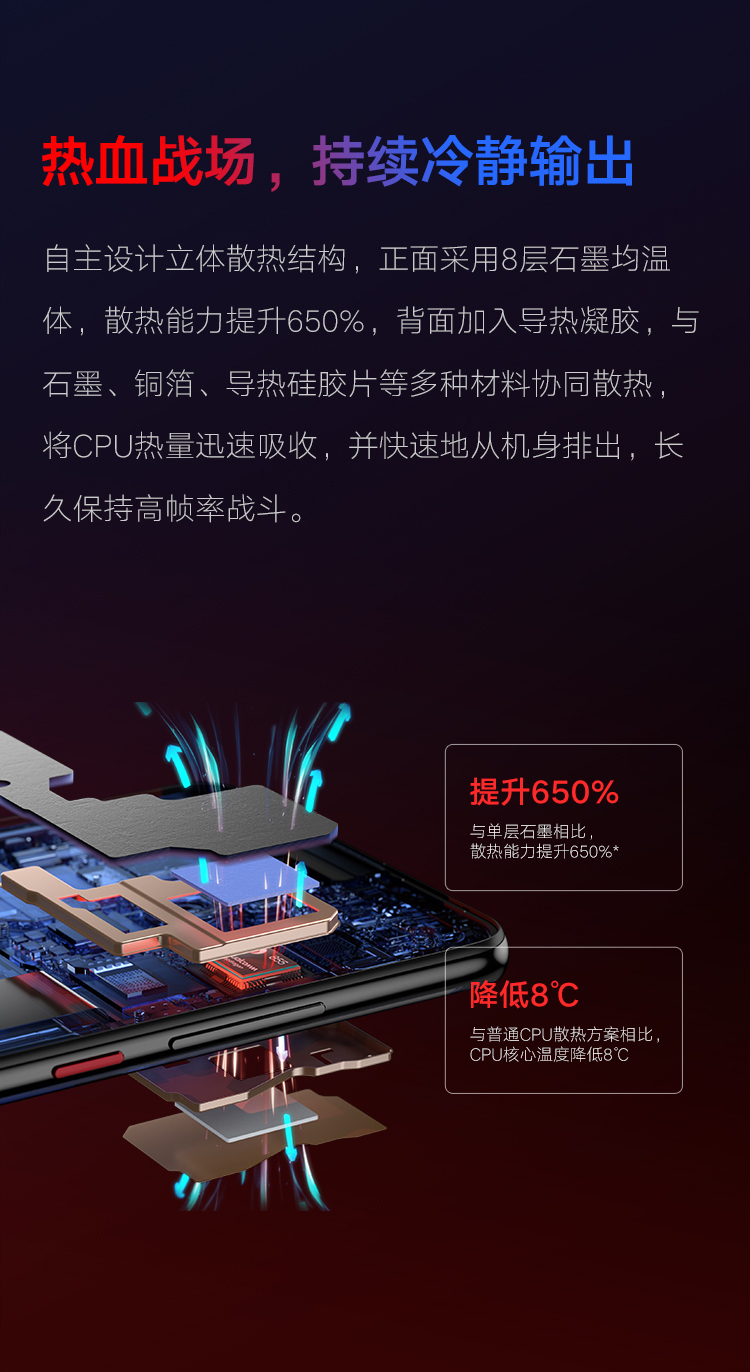 热血战场，持续冷静输出
自主设计立体散热结构，正面采用8层石墨均温
体，散热能力提升650%，背面加入导热凝胶，与
石墨、铜箔、导热硅胶片等多种材料协同散热，
将CPU热量迅速吸收，并快速地从机身排出，长
久保持高帧率战斗。
提升650%
与单层石墨相比，
散热能力提升650%*
855
降低8℃
与普通CPU散热方案相比，
CPU核心温度降低8℃